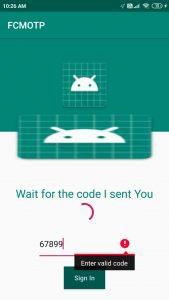 10:26 AM
FCMOTP
Wait for the code I sent You
67899
Enter valid code
Sign In